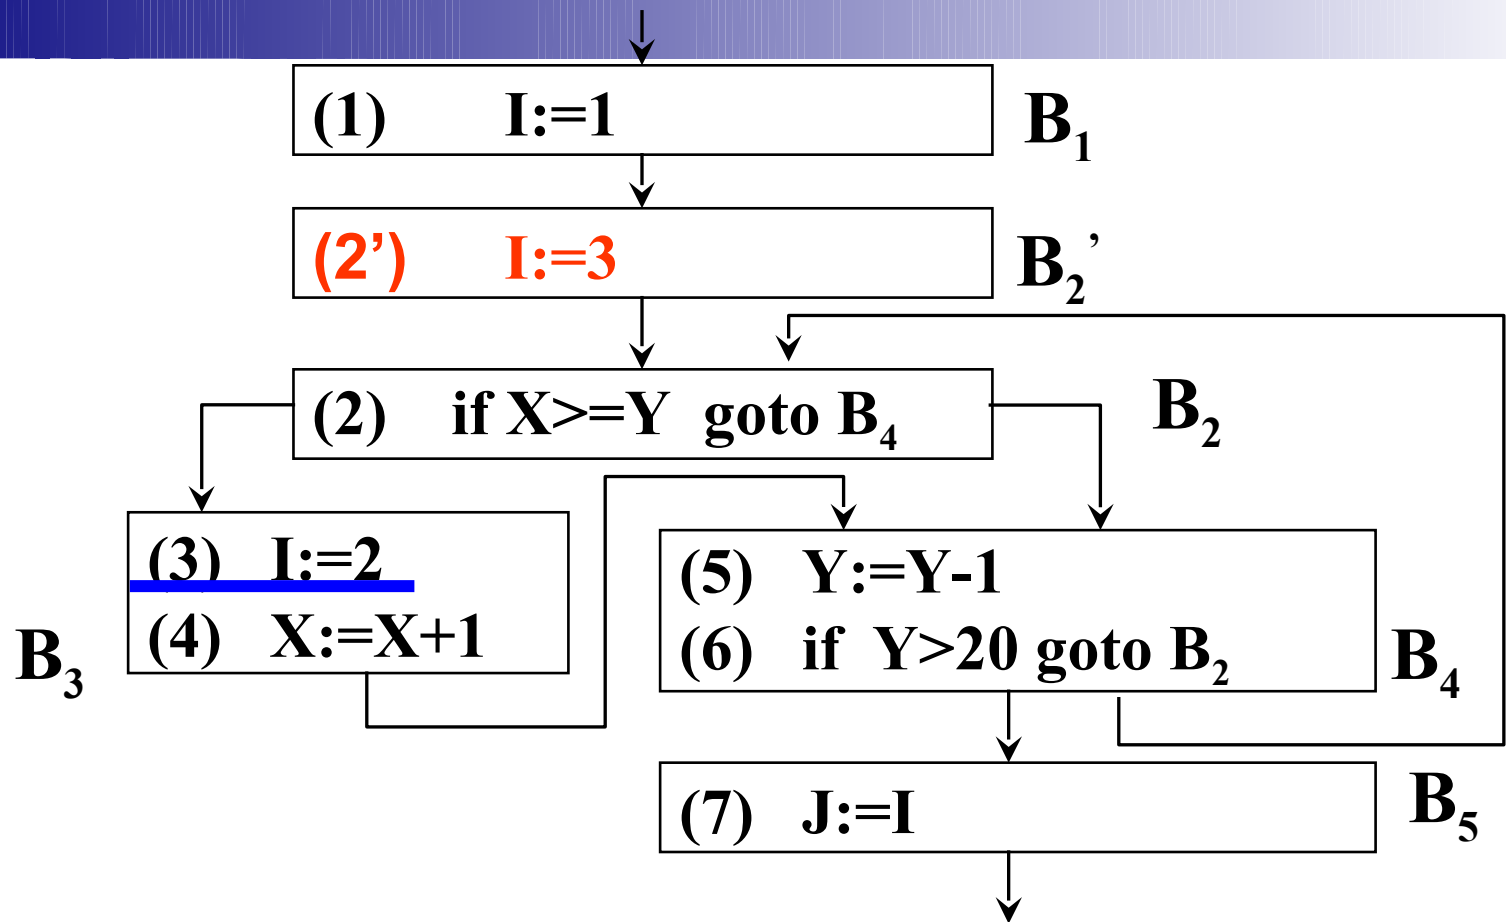 (1) I:=1 B₁
(2’) I:=3 B₂’
(2) if X>=Y goto B₄ B₂
(3) I:=2
(4) X:=X+1
B₃
(5) Y:=Y-1
(6) if Y>20 goto B₂
B₄
(7) J:=I B₅